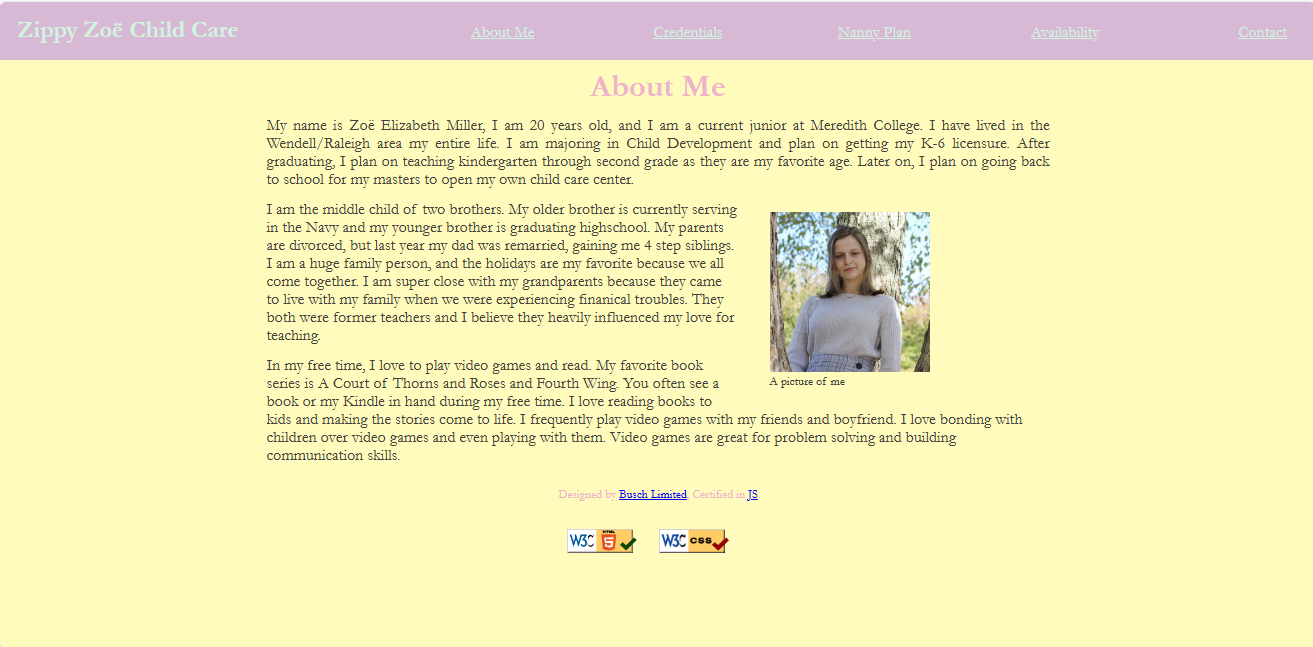 Zippy Zoë Child Care
About Me
Credentials
Nanny Plan
Availability
Contact
About Me
My name is Zoë Elizabeth Miller, I am 20 years old, and I am a current junior at Meredith College. I have lived in the
Wendell/Raleigh area my entire life. I am majoring in Child Development and plan on getting my K-6 licensure. After
graduating, I plan on teaching kindergarten through second grade as they are my favorite age. Later on, I plan on going back
to school for my masters to open my own child care center.
I am the middle child of two brothers. My older brother is currently serving
in the Navy and my younger brother is graduating highschool. My parents
are divorced, but last year my dad was remarried, gaining me 4 step siblings.
I am a huge family person, and the holidays are my favorite because we all
come together. I am super close with my grandparents because they came
to live with my family when we were experiencing finanical troubles. They
both were former teachers and I believe they heavily influenced my love for
teaching.
A picture of me
In my free time, I love to play video games and read. My favorite book
series is A Court of Thorns and Roses and Fourth Wing. You often see a
book or my Kindle in hand during my free time. I love reading books to
kids and making the stories come to life. I frequently play video games with my friends and boyfriend. I love bonding with
children over video games and even playing with them. Video games are great for problem solving and building
communication skills.
Designed by Busch Limited. Certified in JS
W3C HTML 5
W3C css